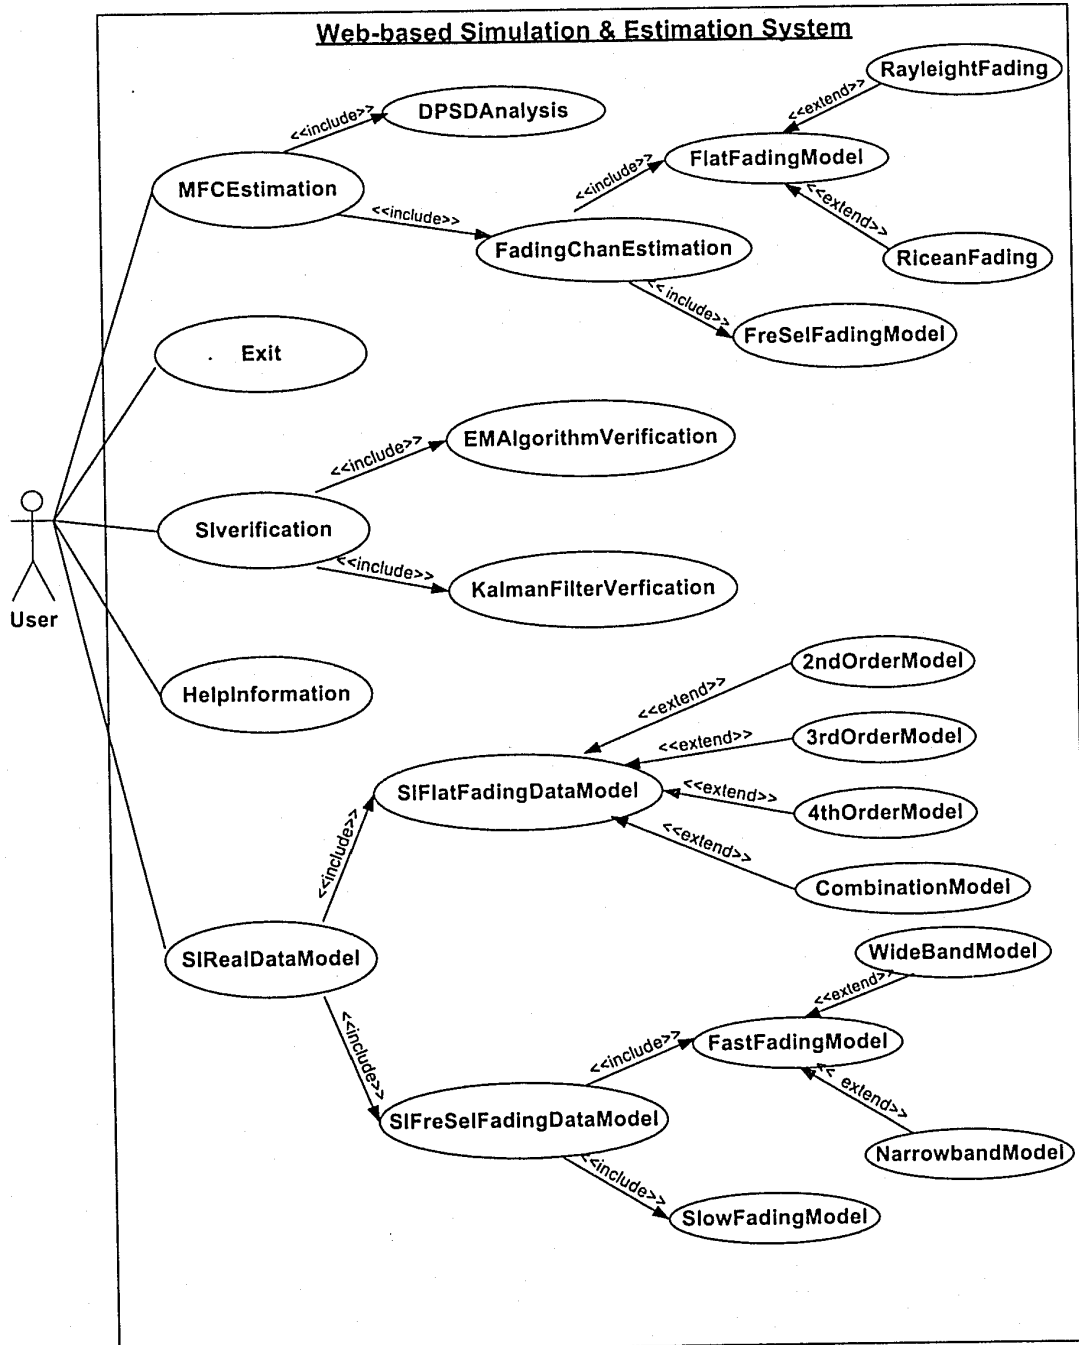 Web-based Simulation & Estimation System
RayleightFading
<<extend>>
DPSDAnalysis
<<include>>
FlatFadingModel
<<include>>
MFCEstimation
<<include>>
<<extend>>
FadingChanEstimation
RiceanFading
<< include>>
FreSelFadingModel
Exit
EMAlgorithmVerification
<<include>>
SIverification
<<include>>
KalmanFilterVerfication
User
HelpInformation
2ndOrderModel
<<extend>>
3rdOrderModel
<<extend>>
SIFlatFadingDataModel
<<extend>>
4thOrderModel
<<extend>>
<<include>>
CombinationModel
SIRealDataModel
WideBandModel
<<extend>>
<<include>>
FastFadingModel
<<include>>
<< extend>>
SIFreSelFadingDataModel
NarrowbandModel
<<include>>
SlowFadingModel